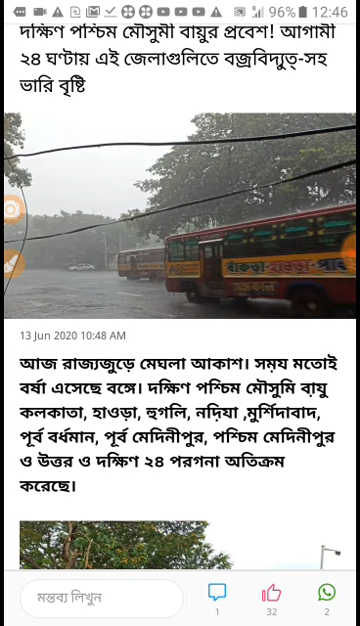 96% 12:46
দক্ষিণ পশ্চিম মৌসুমী বায়ুর প্রবেশ! আগামী
২৪ ঘণ্টায় এই জেলাগুলিতে বজ্রবিদ্যুত্-সহ
ভারি বৃষ্টি
বাঁকুড়া-হাওড়া
13 Jun 2020 10:48 AM
আজ রাজ্যজুড়ে মেঘলা আকাশ। সময় মতোই
বর্ষা এসেছে বঙ্গে। দক্ষিণ পশ্চিম মৌসুমি বায়ু
কলকাতা, হাওড়া, হুগলি, নদিয়া ,মুর্শিদাবাদ,
পূর্ব বর্ধমান, পূর্ব মেদিনীপুর, পশ্চিম মেদিনীপুর
ও উত্তর ও দক্ষিণ ২৪ পরগনা অতিক্রম
করেছে।
মন্তব্য লিখুন
1
32
2